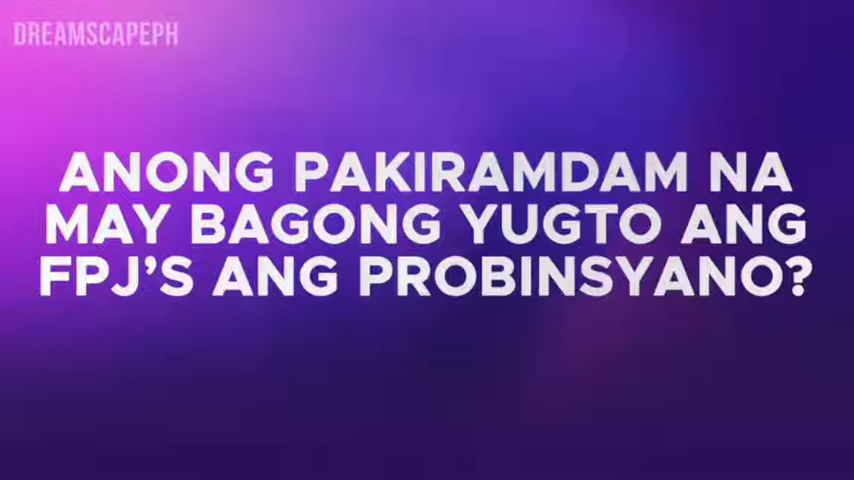 DREAMSCAPEPH
ANONG PAKIRAMDAM NA
MAY BAGONG YUGTO ANG
FPJ'S ANG PROBINSYANO?